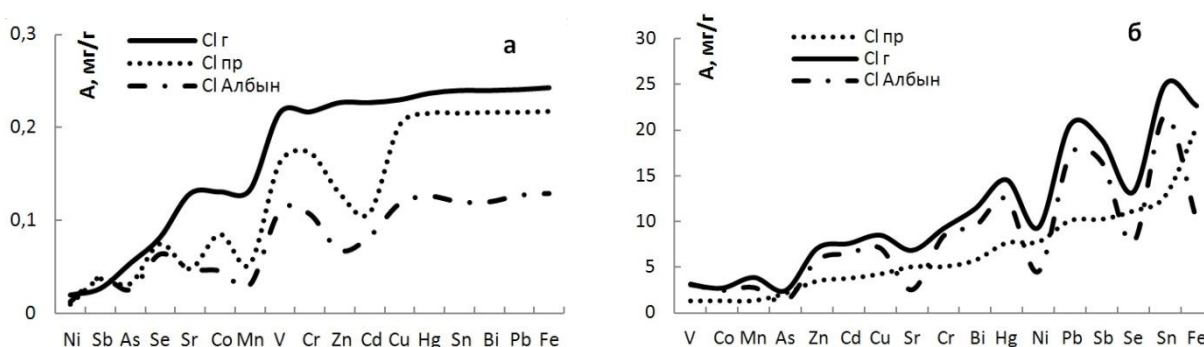 А, мг/г
а
Cl г
Cl пр
Cl Албын
0,3
0,2
0,1
0
Ni Sb As Se Sr Co Mn V Cr Zn Cd Cu Hg Sn Bi Pb Fe
А, мг/г
б
Cl пр
Cl г
Cl Албын
30
25
20
15
10
5
0
V Co Mn As Zn Cd Cu Sr Cr Bi Hg Ni Pb Sb Se Sn Fe